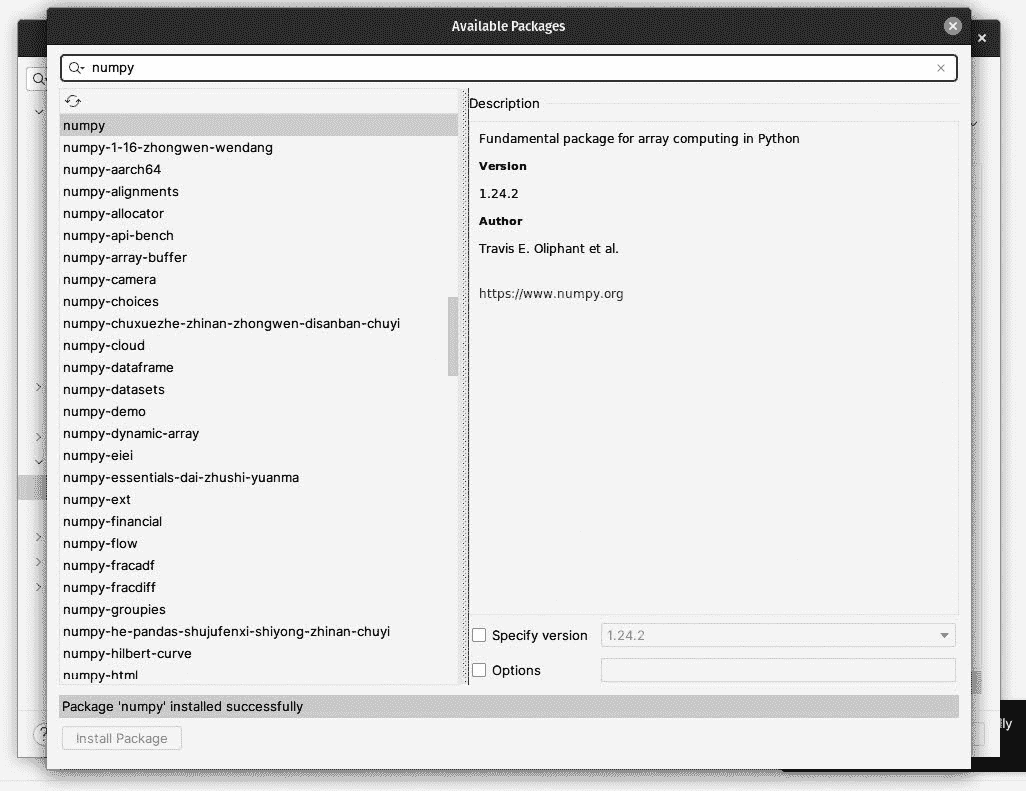 Available Packages
numpy
numpy
numpy-1-16-zhongwen-wendang
numpy-aarch64
numpy-alignments
numpy-allocator
numpy-api-bench
numpy-array-buffer
numpy-camera
numpy-choices
numpy-chuxuezhe-zhinan-zhongwen-disanban-chuyi
numpy-cloud
numpy-dataframe
numpy-datasets
numpy-demo
numpy-dynamic-array
numpy-eiei
numpy-essentials-dai-zhushi-yuanma
numpy-ext
numpy-financial
numpy-flow
numpy-fracadf
numpy-fracdiff
numpy-groupies
numpy-he-pandas-shujufenxi-shiyong-zhinan-chuyi
numpy-hilbert-curve
numpy-html
Description
Fundamental package for array computing in Python
Version
1.24.2
Author
Travis E. Oliphant et al.
https://www.numpy.org
Specify version
1.24.2
Options
Package 'numpy' installed successfully
Install Package
?
lly